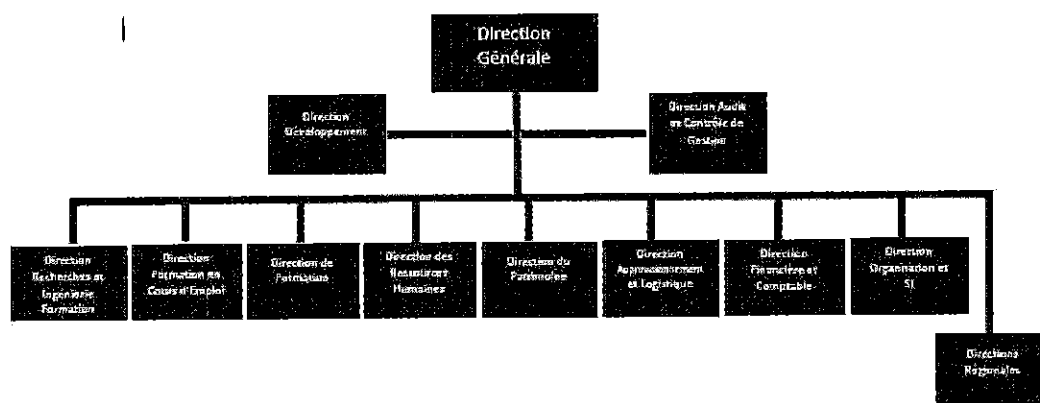 Direction
Générale
Direction
Développement
Direction Audit
et Contrôle de
Gestion
Direction
Recherches et
Ingénierie
Formation
Direction
Formation en
Cours d'Emploi
Direction de
Formation
Direction des
Ressources
Humaines
Direction du
Patrimoine
Direction
et Logistique
Direction
Financière et
Comptable
Direction
Organisation et
SI
Directions
Régionales